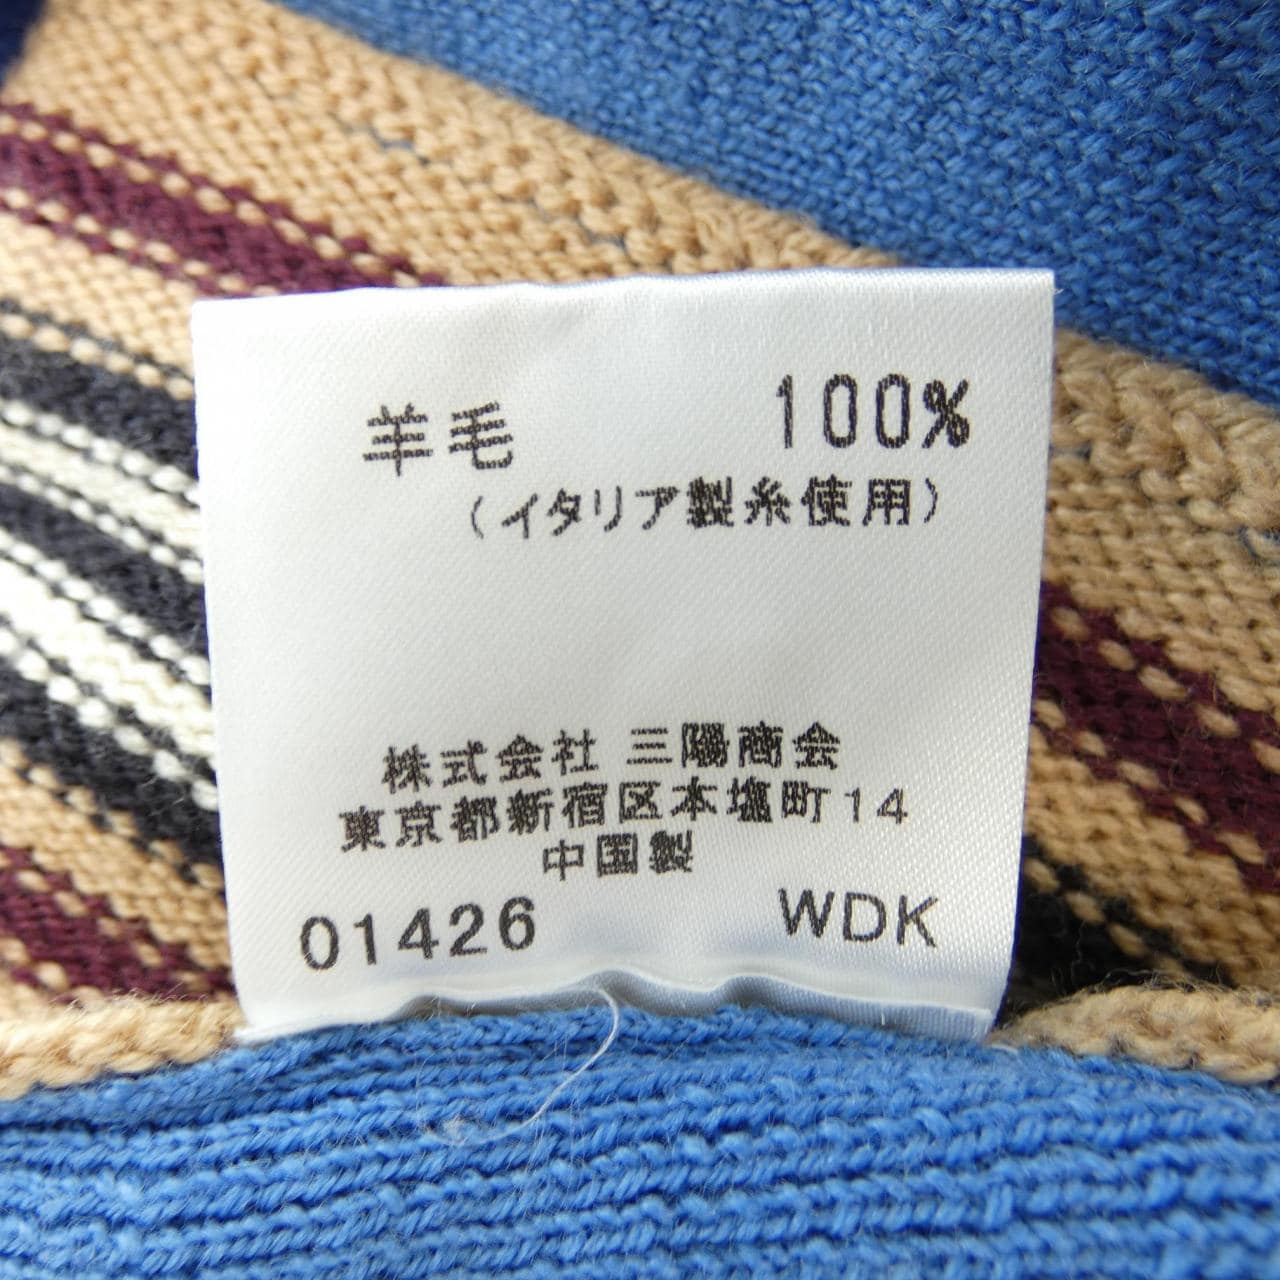 羊毛 100%
（イタリア製糸使用）
株式会社 三陽商会
東京都新宿区本塩町14
中国製
01426 WDK